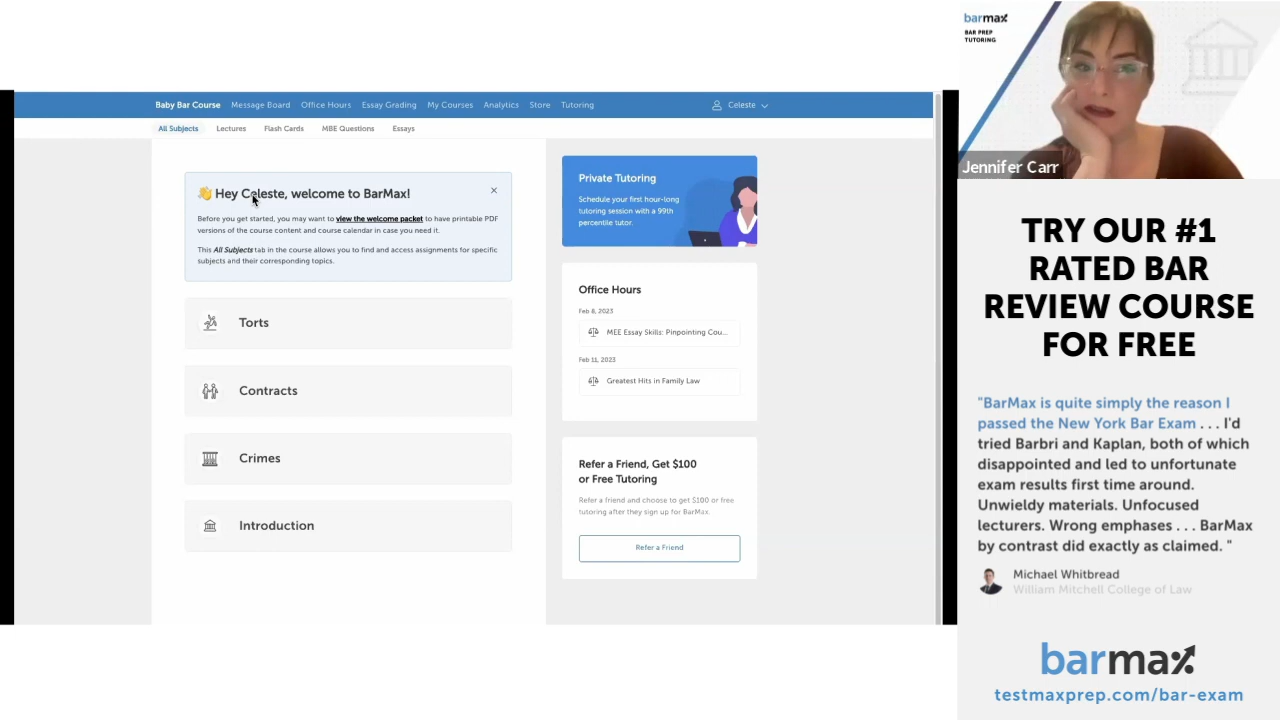 Baby Bar Course Message Board Office Hours Essay Grading My Courses Analytics Store Tutoring Celeste
All Subjects Lectures Flash Cards MBE Questions Essays
👋 Hey Celeste, welcome to BarMax!
Before you get started, you may want to view the welcome packet to have printable PDF
versions of the course content and course calendar in case you need it.
This All Subjects tab in the course allows you to find and access assignments for specific
subjects and their corresponding topics.
Torts
Contracts
Crimes
Introduction
Private Tutoring
Schedule your first hour-long
tutoring session with a 99th
percentile tutor.
Office Hours
Feb 8, 2023
MEE Essay Skills: Pinpointing Cou...
Feb 11, 2023
Greatest Hits in Family Law
Refer a Friend, Get $100
or Free Tutoring
Refer a friend and choose to get $100 or free
tutoring after they sign up for BarMax.
Refer a Friend
barmax
BAR PREP
TUTORING
Jennifer Carr
TRY OUR #1
RATED BAR
REVIEW COURSE
FOR FREE
"BarMax is quite simply the reason I
passed the New York Bar Exam . . . I'd
tried Barbri and Kaplan, both of which
disappointed and led to unfortunate
exam results first time around.
Unwieldy materials. Unfocused
lecturers. Wrong emphases . . . BarMax
by contrast did exactly as claimed. "
Michael Whitbread
William Mitchell College of Law
barmax
testmaxprep.com/bar-exam